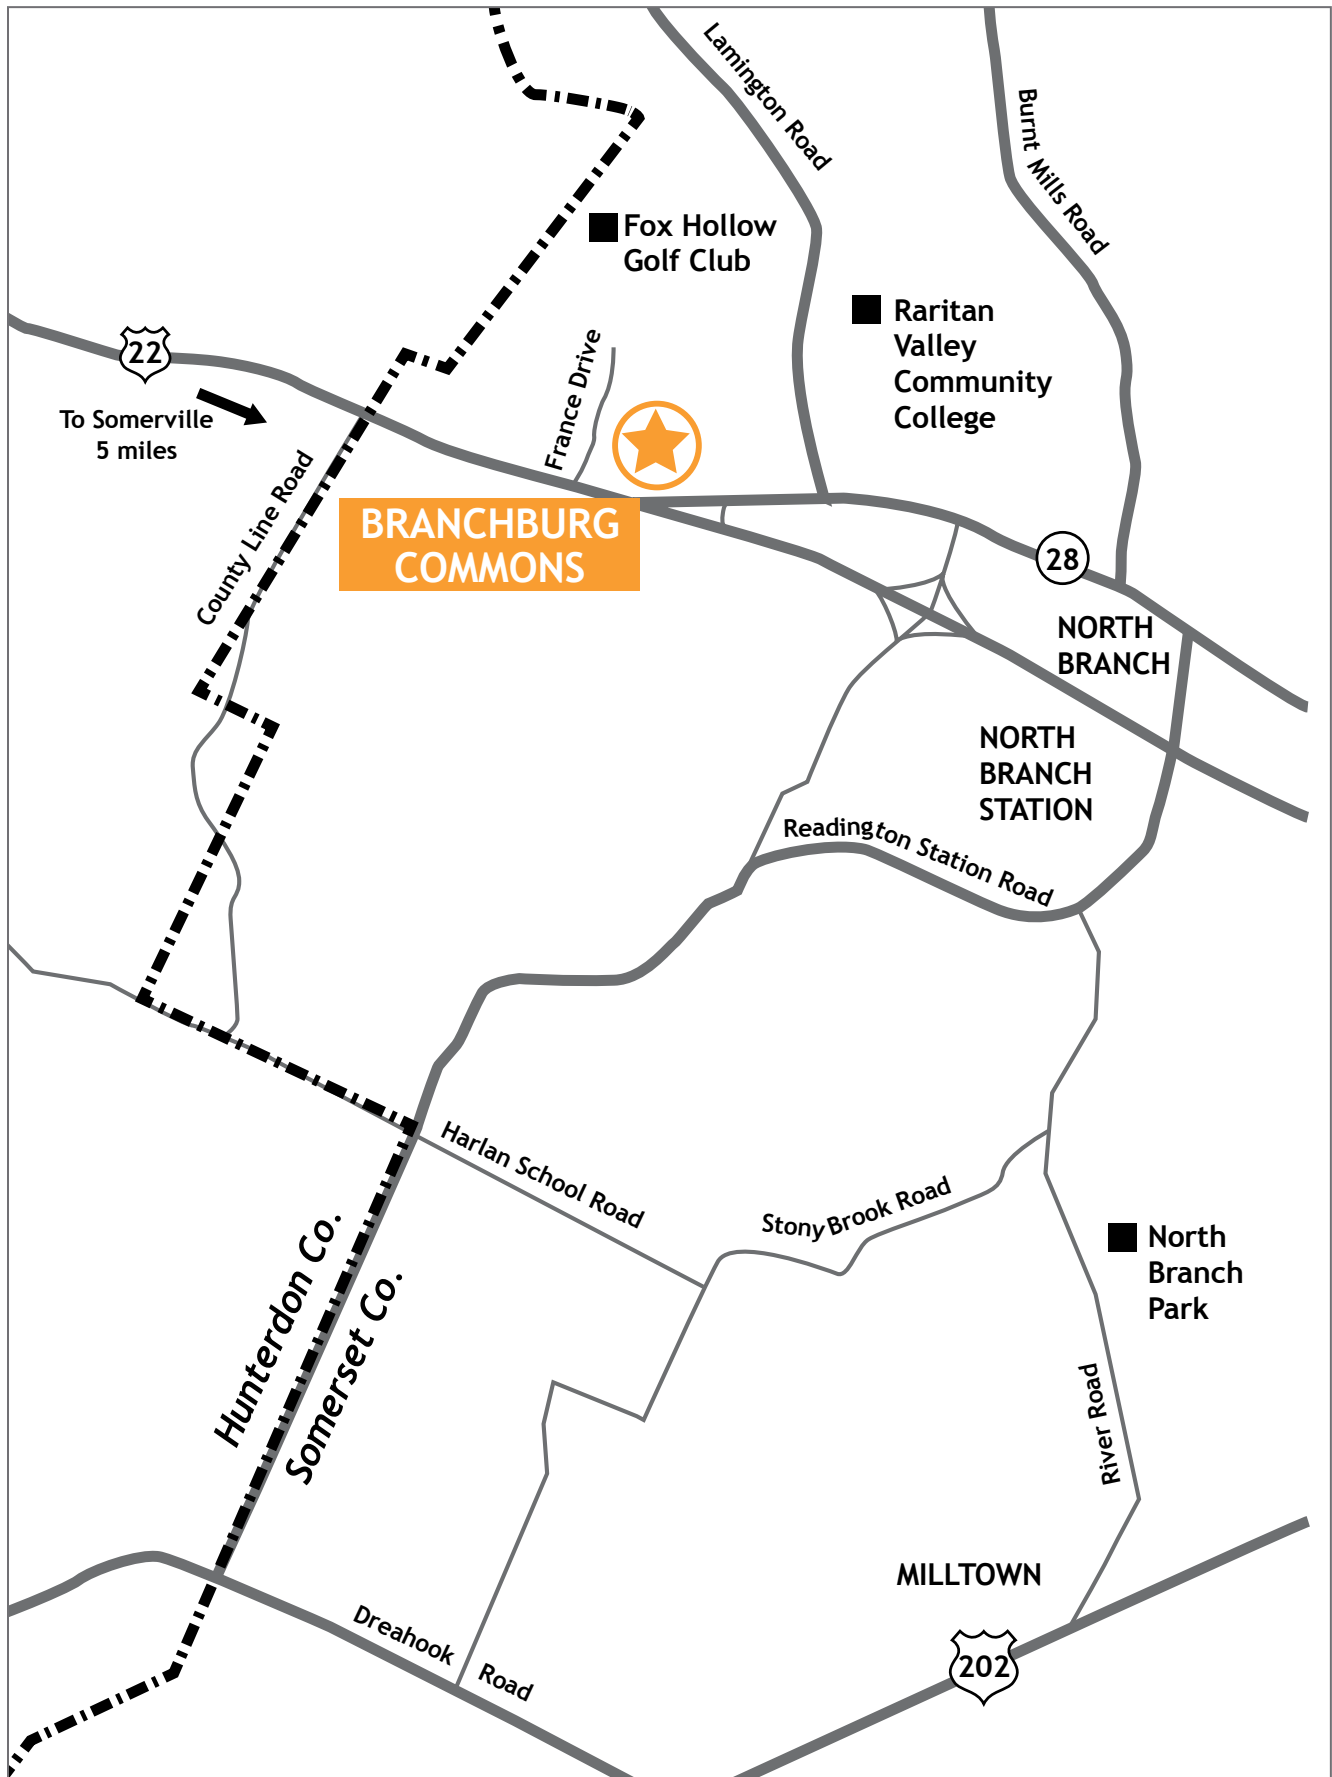 Lamington Road
Burnt Mills Road
Fox Hollow
Golf Club
Raritan
Valley
Community
College
22
To Somerville
5 miles
France Drive
County Line Road
BRANCHBURG
COMMONS
28
NORTH
BRANCH
NORTH
BRANCH
STATION
Readington Station Road
Harlan School Road
Stony Brook Road
North
Branch
Park
Hunterdon Co.
Somerset Co.
River Road
MILLTOWN
Dreahook Road
202